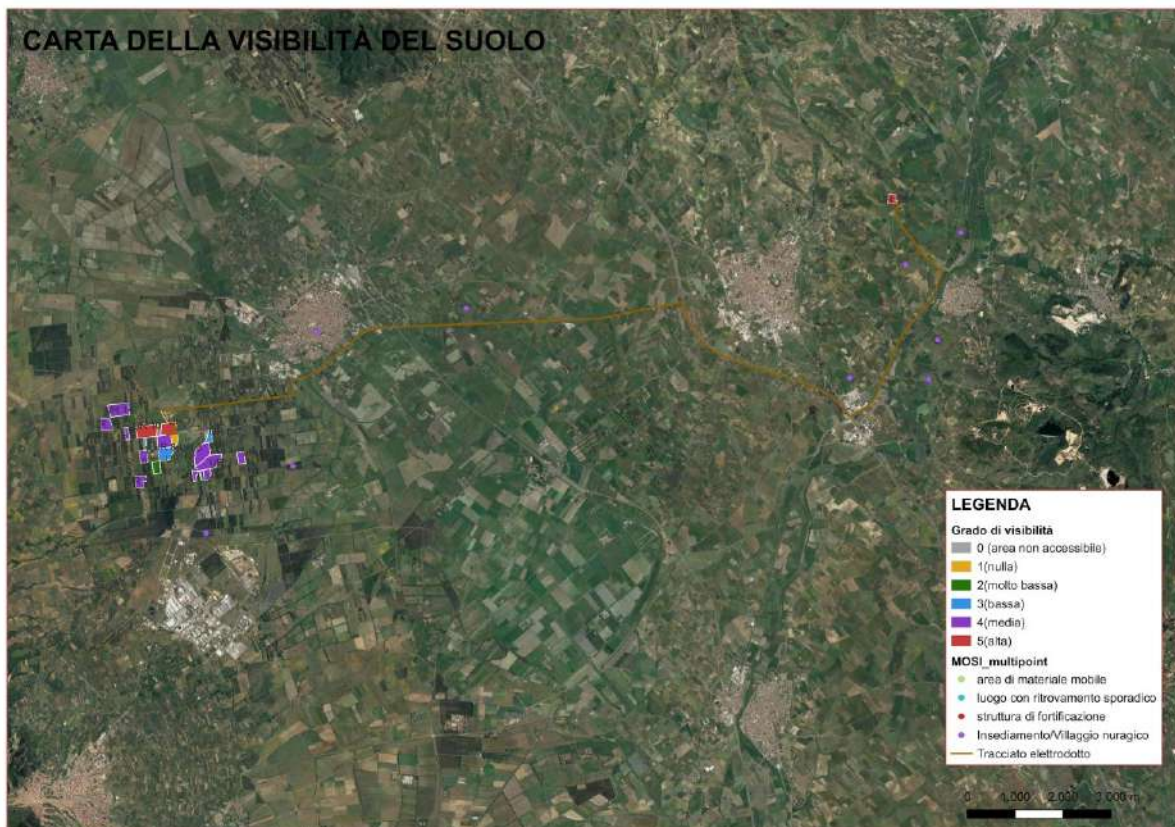 CARTA DELLA VISIBILITÀ DEL SUOLO
LEGENDA
Grado di visibilità
0 (area non accessibile)
1(nulla)
2(molto bassa)
3(bassa)
4(media)
5(alta)
MOSI_multipoint
area di materiale mobile
luogo con ritrovamento sporadico
struttura di fortificazione
Insediamento/Villaggio nuragico
Tracciato elettrodotto
0 1.000 2.000 3.000 m